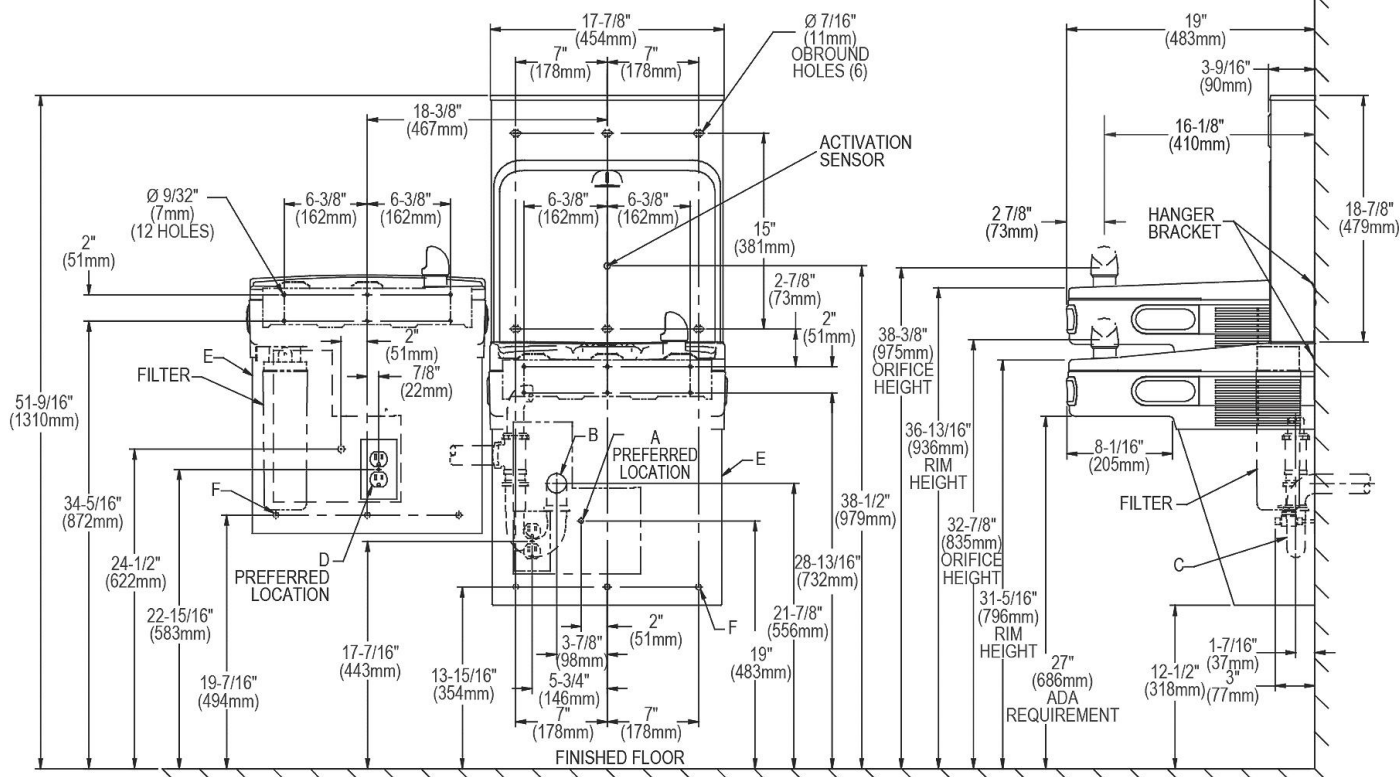 17-7/8"
(454mm)
7"
(178mm)
7"
(178mm)
Ø 7/16"
(11mm)
OBROUND
HOLES (6)
19"
(483mm)
3-9/16"
(90mm)
18-3/8"
(467mm)
16-1/8"
(410mm)
ACTIVATION
SENSOR
Ø 9/32"
(7mm)
(12 HOLES)
6-3/8"
(162mm)
6-3/8"
(162mm)
6-3/8"
(162mm)
6-3/8"
(162mm)
2 7/8"
(73mm)
HANGER
BRACKET
18-7/8"
(479mm)
2"
(51mm)
15"
(381mm)
2-7/8"
(73mm)
2"
(51mm)
38-3/8"
(975mm)
ORIFICE
HEIGHT
E
FILTER
2"
(51mm)
7/8"
(22mm)
51-9/16"
(1310mm)
36-13/16"
(936mm)
RIM
HEIGHT
8-1/16"
(205mm)
B
A
PREFERRED
LOCATION
E
34-5/16"
(872mm)
F
38-1/2"
(979mm)
FILTER
32-7/8"
(835mm)
ORIFICE
HEIGHT
24-1/2"
(622mm)
D
PREFERRED
LOCATION
28-13/16"
(732mm)
C
22-15/16"
(583mm)
21-7/8"
(556mm)
31-5/16"
(796mm)
RIM
HEIGHT
F
17-7/16"
(443mm)
13-15/16"
(354mm)
3-7/8"
(98mm)
2"
(51mm)
19"
(483mm)
19-7/16"
(494mm)
5-3/4"
(146mm)
27"
(686mm)
ADA
REQUIREMENT
12-1/2"
(318mm)
1-7/16"
(37mm)
3"
(77mm)
7"
(178mm)
7"
(178mm)
FINISHED FLOOR